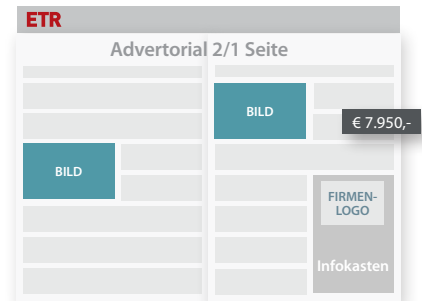 ETR
Advertorial 2/1 Seite
BILD
€ 7.950,-
BILD
FIRMEN-
LOGO
Infokasten